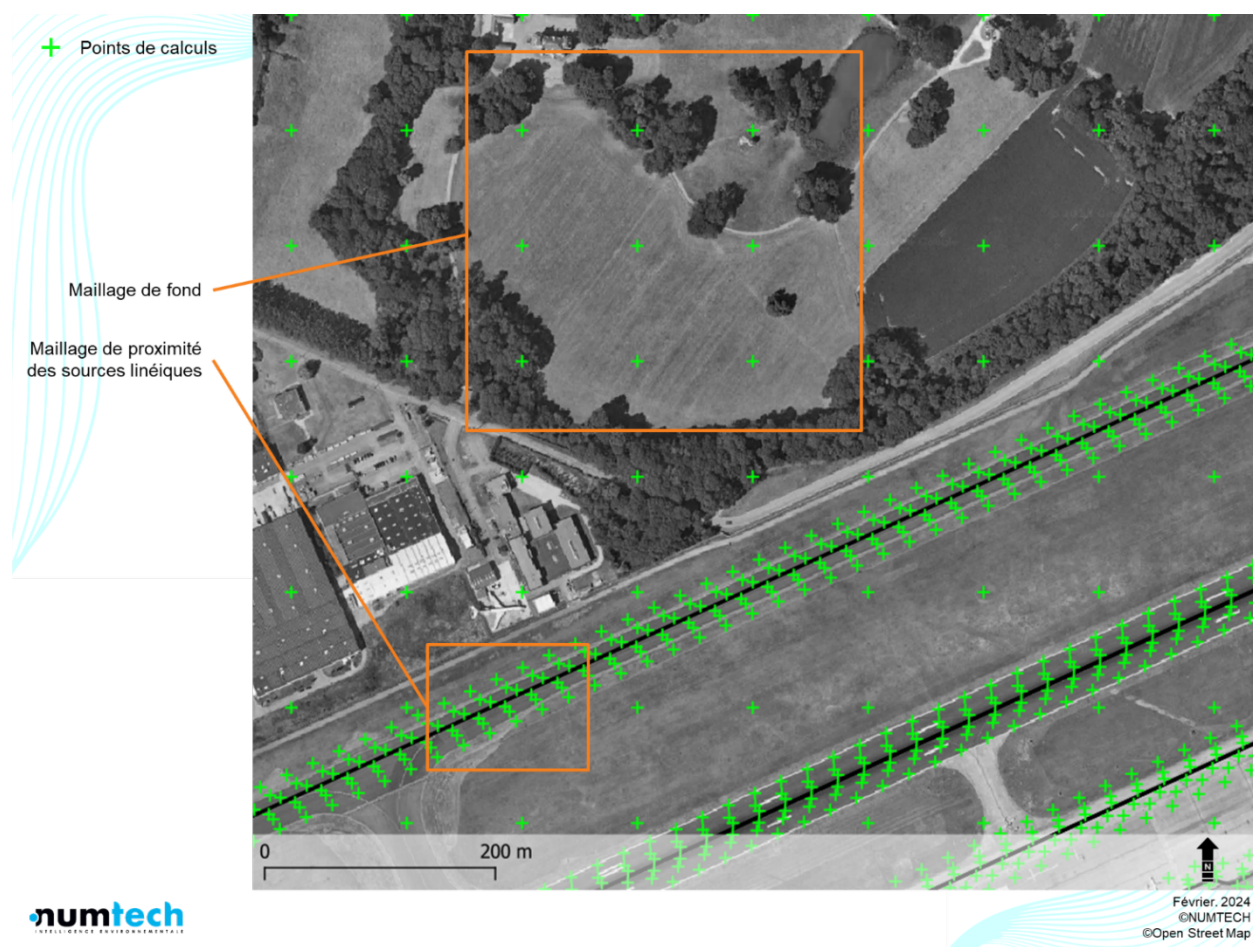 Points de calculs
Maillage de fond
Maillage de proximité
des sources linéiques
0 200 m
N
numtech
INTELLIGENCE ENVIRONNEMENTALE
Février. 2024
©NUMTECH
©Open Street Map